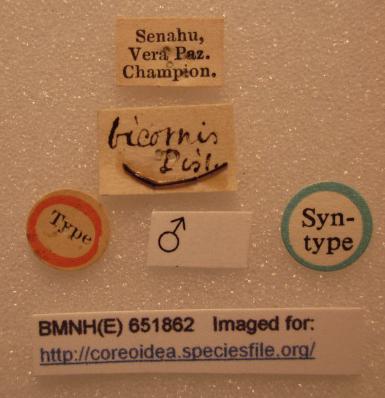 Senahu,
Vera Paz.
Champion.
bicornis
Dist.
Type
♂
Syn-
type
BMNH(E) 651862 Imaged for:
http://coreoidea.speciesfile.org/